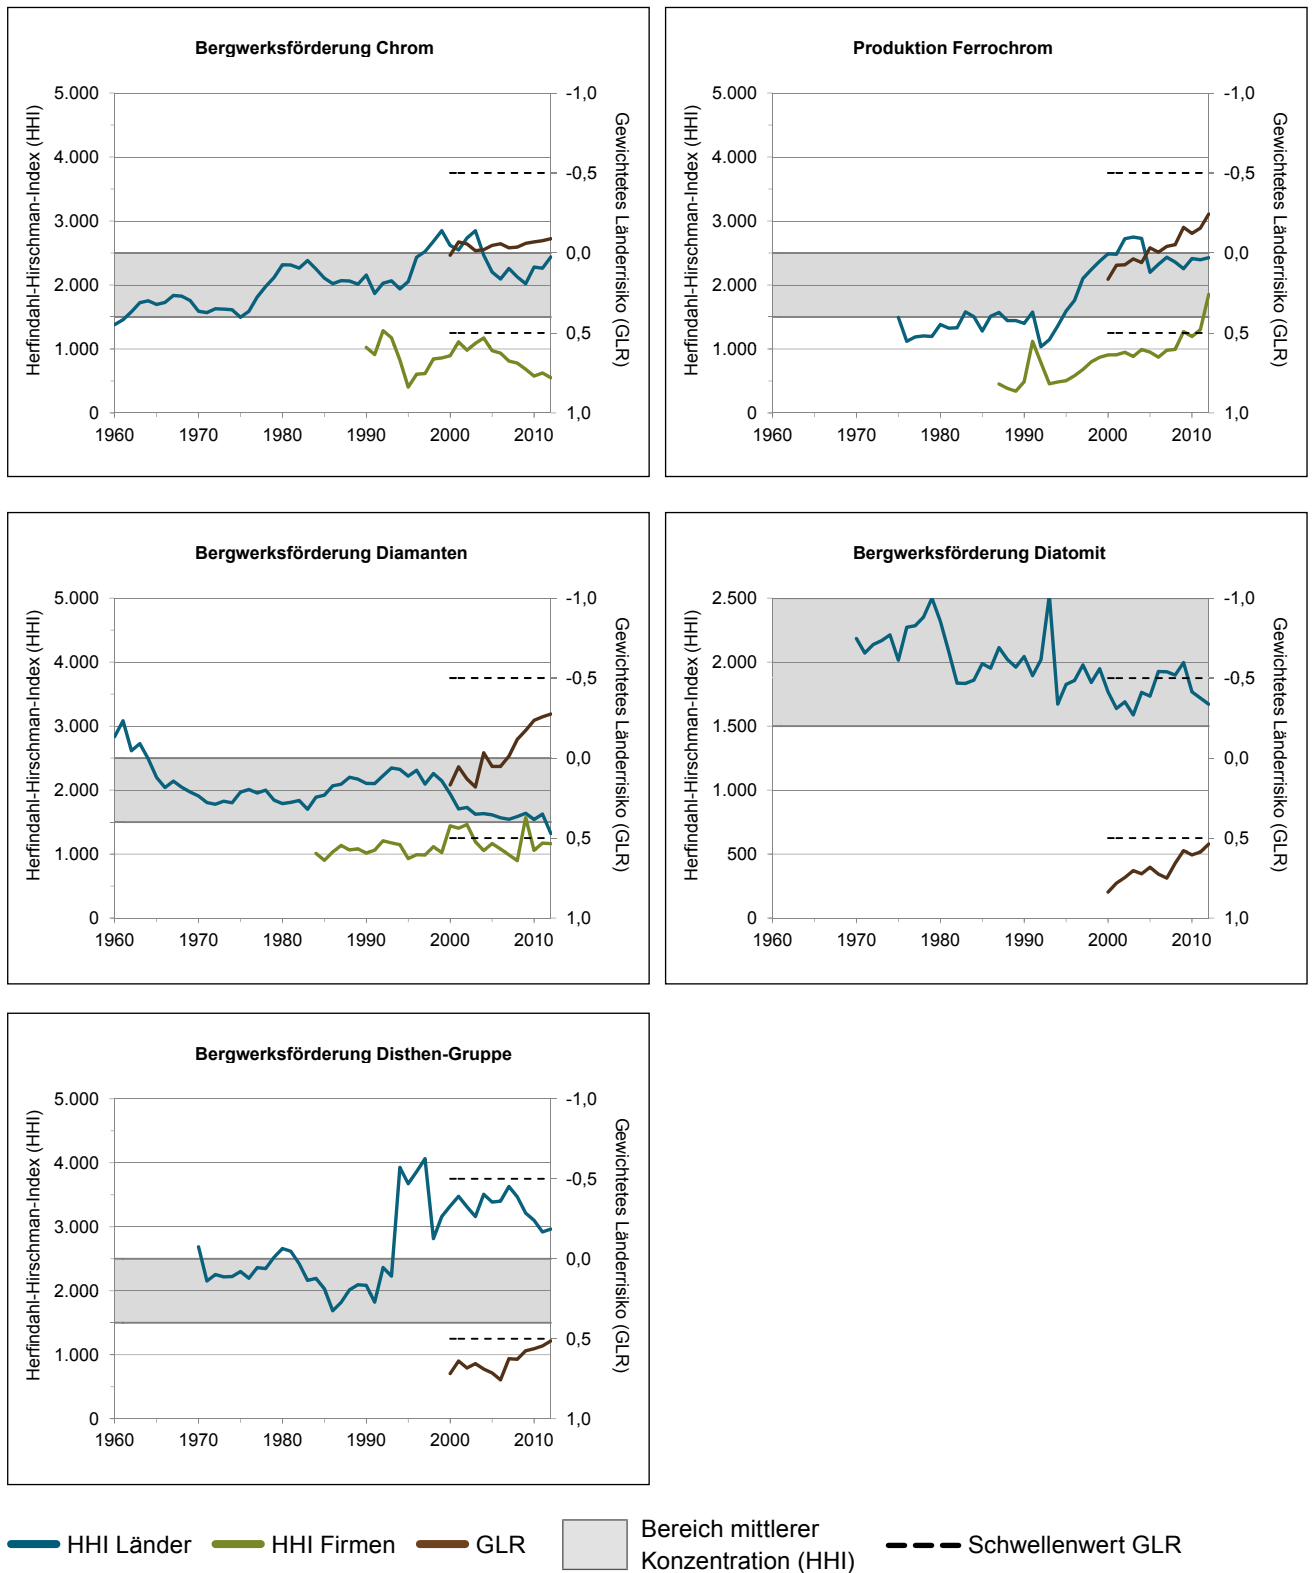 Bergwerksförderung Chrom
Herfindahl-Hirschman-Index (HHI)
5.000
4.000
3.000
2.000
1.000
0
-1,0
-0,5
0,0
0,5
1,0
Gewichtetes Länderrisiko (GLR)
1960 1970 1980 1990 2000 2010
Produktion Ferrochrom
Herfindahl-Hirschman-Index (HHI)
5.000
4.000
3.000
2.000
1.000
0
-1,0
-0,5
0,0
0,5
1,0
Gewichtetes Länderrisiko (GLR)
1960 1970 1980 1990 2000 2010
Bergwerksförderung Diamanten
Herfindahl-Hirschman-Index (HHI)
5.000
4.000
3.000
2.000
1.000
0
-1,0
-0,5
0,0
0,5
1,0
Gewichtetes Länderrisiko (GLR)
1960 1970 1980 1990 2000 2010
Bergwerksförderung Diatomit
Herfindahl-Hirschman-Index (HHI)
2.500
2.000
1.500
1.000
500
0
-1,0
-0,5
0,0
0,5
1,0
Gewichtetes Länderrisiko (GLR)
1960 1970 1980 1990 2000 2010
Bergwerksförderung Disthen-Gruppe
Herfindahl-Hirschman-Index (HHI)
5.000
4.000
3.000
2.000
1.000
0
-1,0
-0,5
0,0
0,5
1,0
Gewichtetes Länderrisiko (GLR)
1960 1970 1980 1990 2000 2010
HHI Länder
HHI Firmen
GLR
Bereich mittlerer
Konzentration (HHI)
Schwellenwert GLR